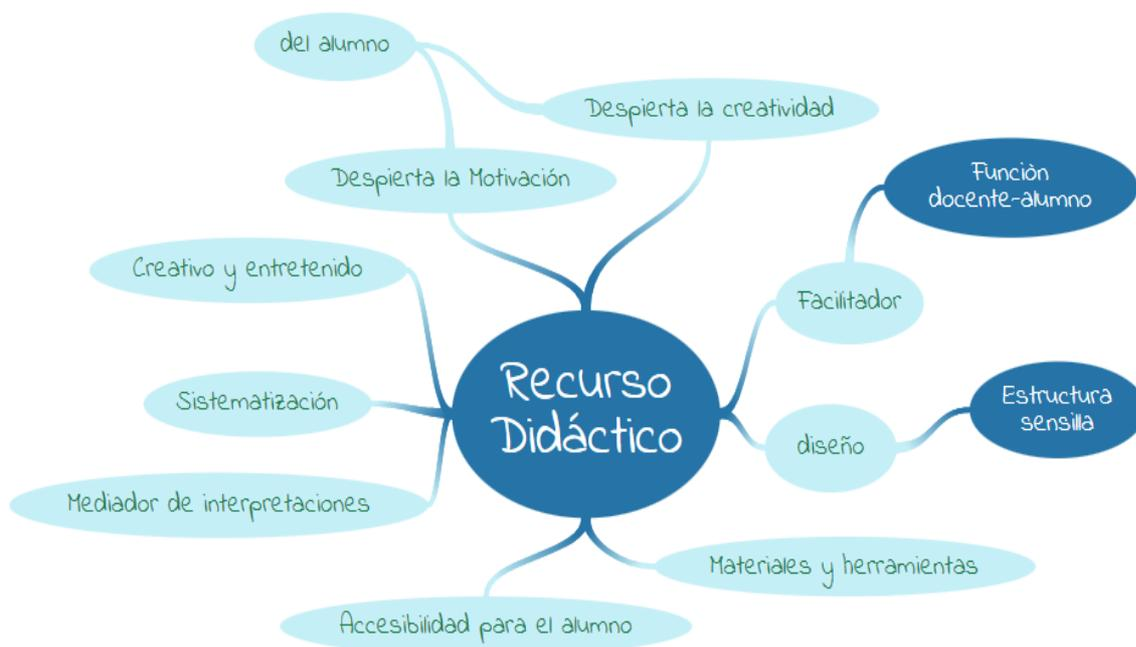 del alumno
Despierta la creatividad
Despierta la Motivación
Funciòn
docente-alumno
Creativo y entretenido
Facilitador
Recurso
Didáctico
Sistematización
Estructura
sensilla
diseño
Mediador de interpretaciones
Materiales y herramientas
Accesibilidad para el alumno